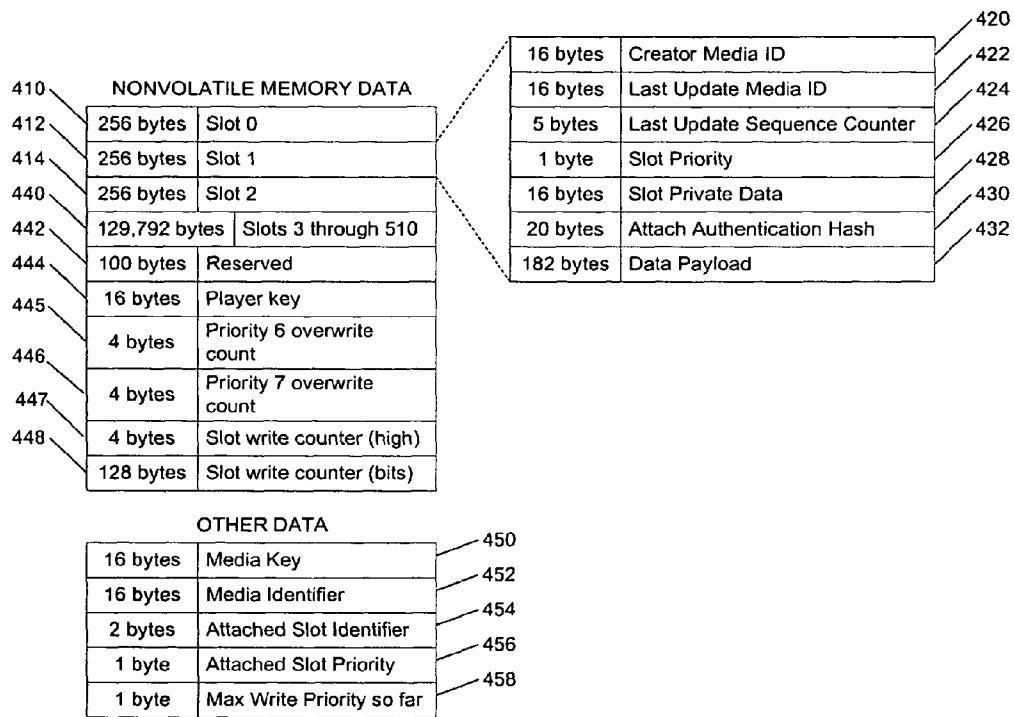 NONVOLATILE MEMORY DATA
410
256 bytes Slot 0
412
256 bytes Slot 1
414
256 bytes Slot 2
440
129,792 bytes Slots 3 through 510
442
100 bytes Reserved
444
16 bytes Player key
445
4 bytes Priority 6 overwrite
count
446
4 bytes Priority 7 overwrite
count
447
4 bytes Slot write counter (high)
448
128 bytes Slot write counter (bits)
420
16 bytes Creator Media ID
422
16 bytes Last Update Media ID
424
5 bytes Last Update Sequence Counter
426
1 byte Slot Priority
428
16 bytes Slot Private Data
430
20 bytes Attach Authentication Hash
432
182 bytes Data Payload
OTHER DATA
450
16 bytes Media Key
452
16 bytes Media Identifier
454
2 bytes Attached Slot Identifier
456
1 byte Attached Slot Priority
458
1 byte Max Write Priority so far